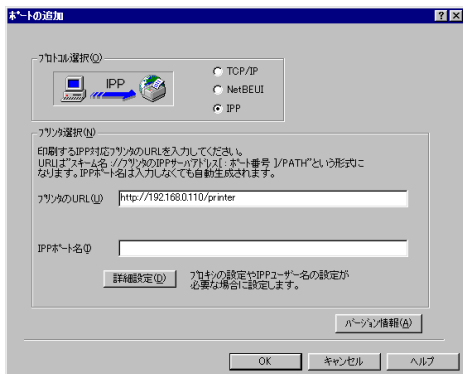 ポートの追加
プロトコル選択(O)
IPP
TCP/IP
NetBEUI
IPP
プリンタ選択(N)
印刷するIPP対応プリンタのURLを入力してください。
URLは"スキーム名://プリンタのIPPサーバアドレス[:ポート番号]/PATH"という形式に
なります。IPPポート名は入力しなくても自動生成されます。
プリンタのURL(U)
http://192.168.0.110/printer
IPPポート名(I)
詳細設定(D)
プロキシの設定やIPPユーザー名の設定が
必要な場合に設定します。
バージョン情報(A)
OK
キャンセル
ヘルプ